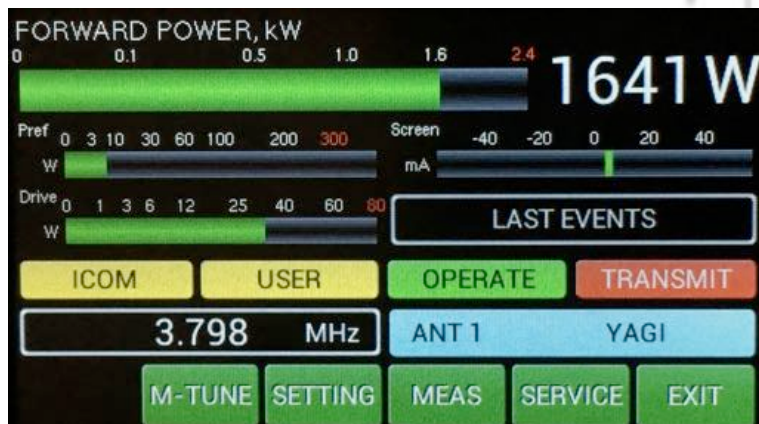 FORWARD POWER, kW
0 0.1 0.5 1.0 1.6 2.4
1641 W
Pref 0 3 10 30 60 100 200 300
W
Screen -40 -20 0 20 40
mA
Drive 0 1 3 6 12 25 40 60 80
W
LAST EVENTS
ICOM USER OPERATE TRANSMIT
3.798 MHz ANT 1 YAGI
M-TUNE SETTING MEAS SERVICE EXIT